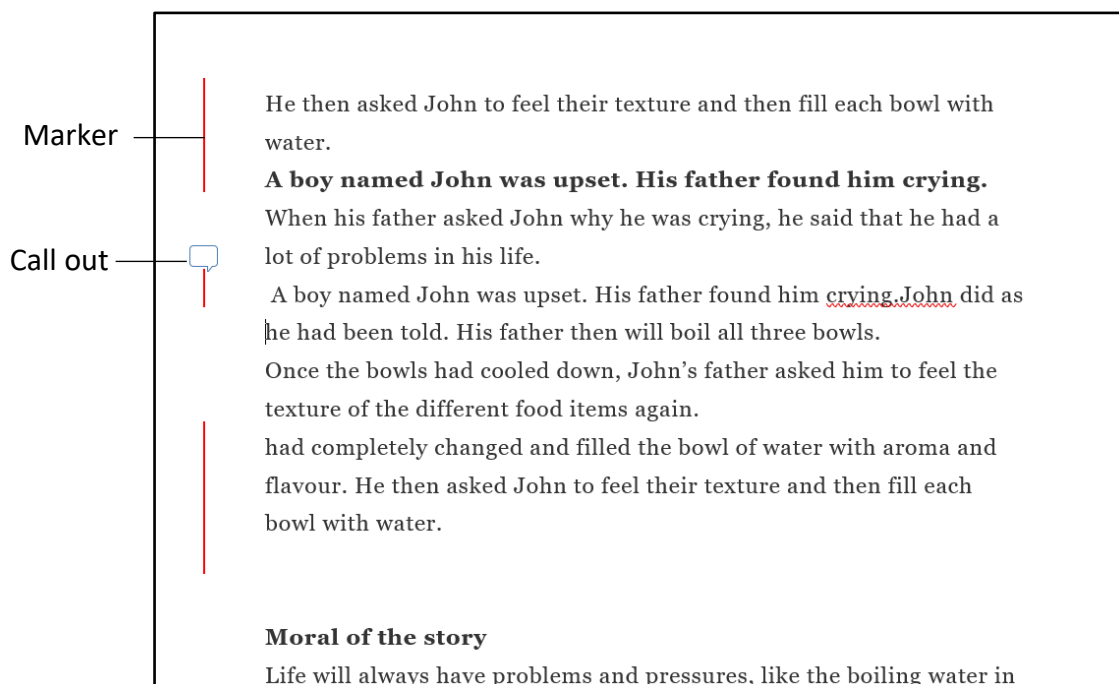 He then asked John to feel their texture and then fill each bowl with
Marker
water.
A boy named John was upset. His father found him crying.
When his father asked John why he was crying, he said that he had a
Call out
lot of problems in his life.
A boy named John was upset. His father found him crying.John did as
he had been told. His father then will boil all three bowls.
Once the bowls had cooled down, John’s father asked him to feel the
texture of the different food items again.
had completely changed and filled the bowl of water with aroma and
flavour. He then asked John to feel their texture and then fill each
bowl with water.
Moral of the story
Life will always have problems and pressures, like the boiling water in